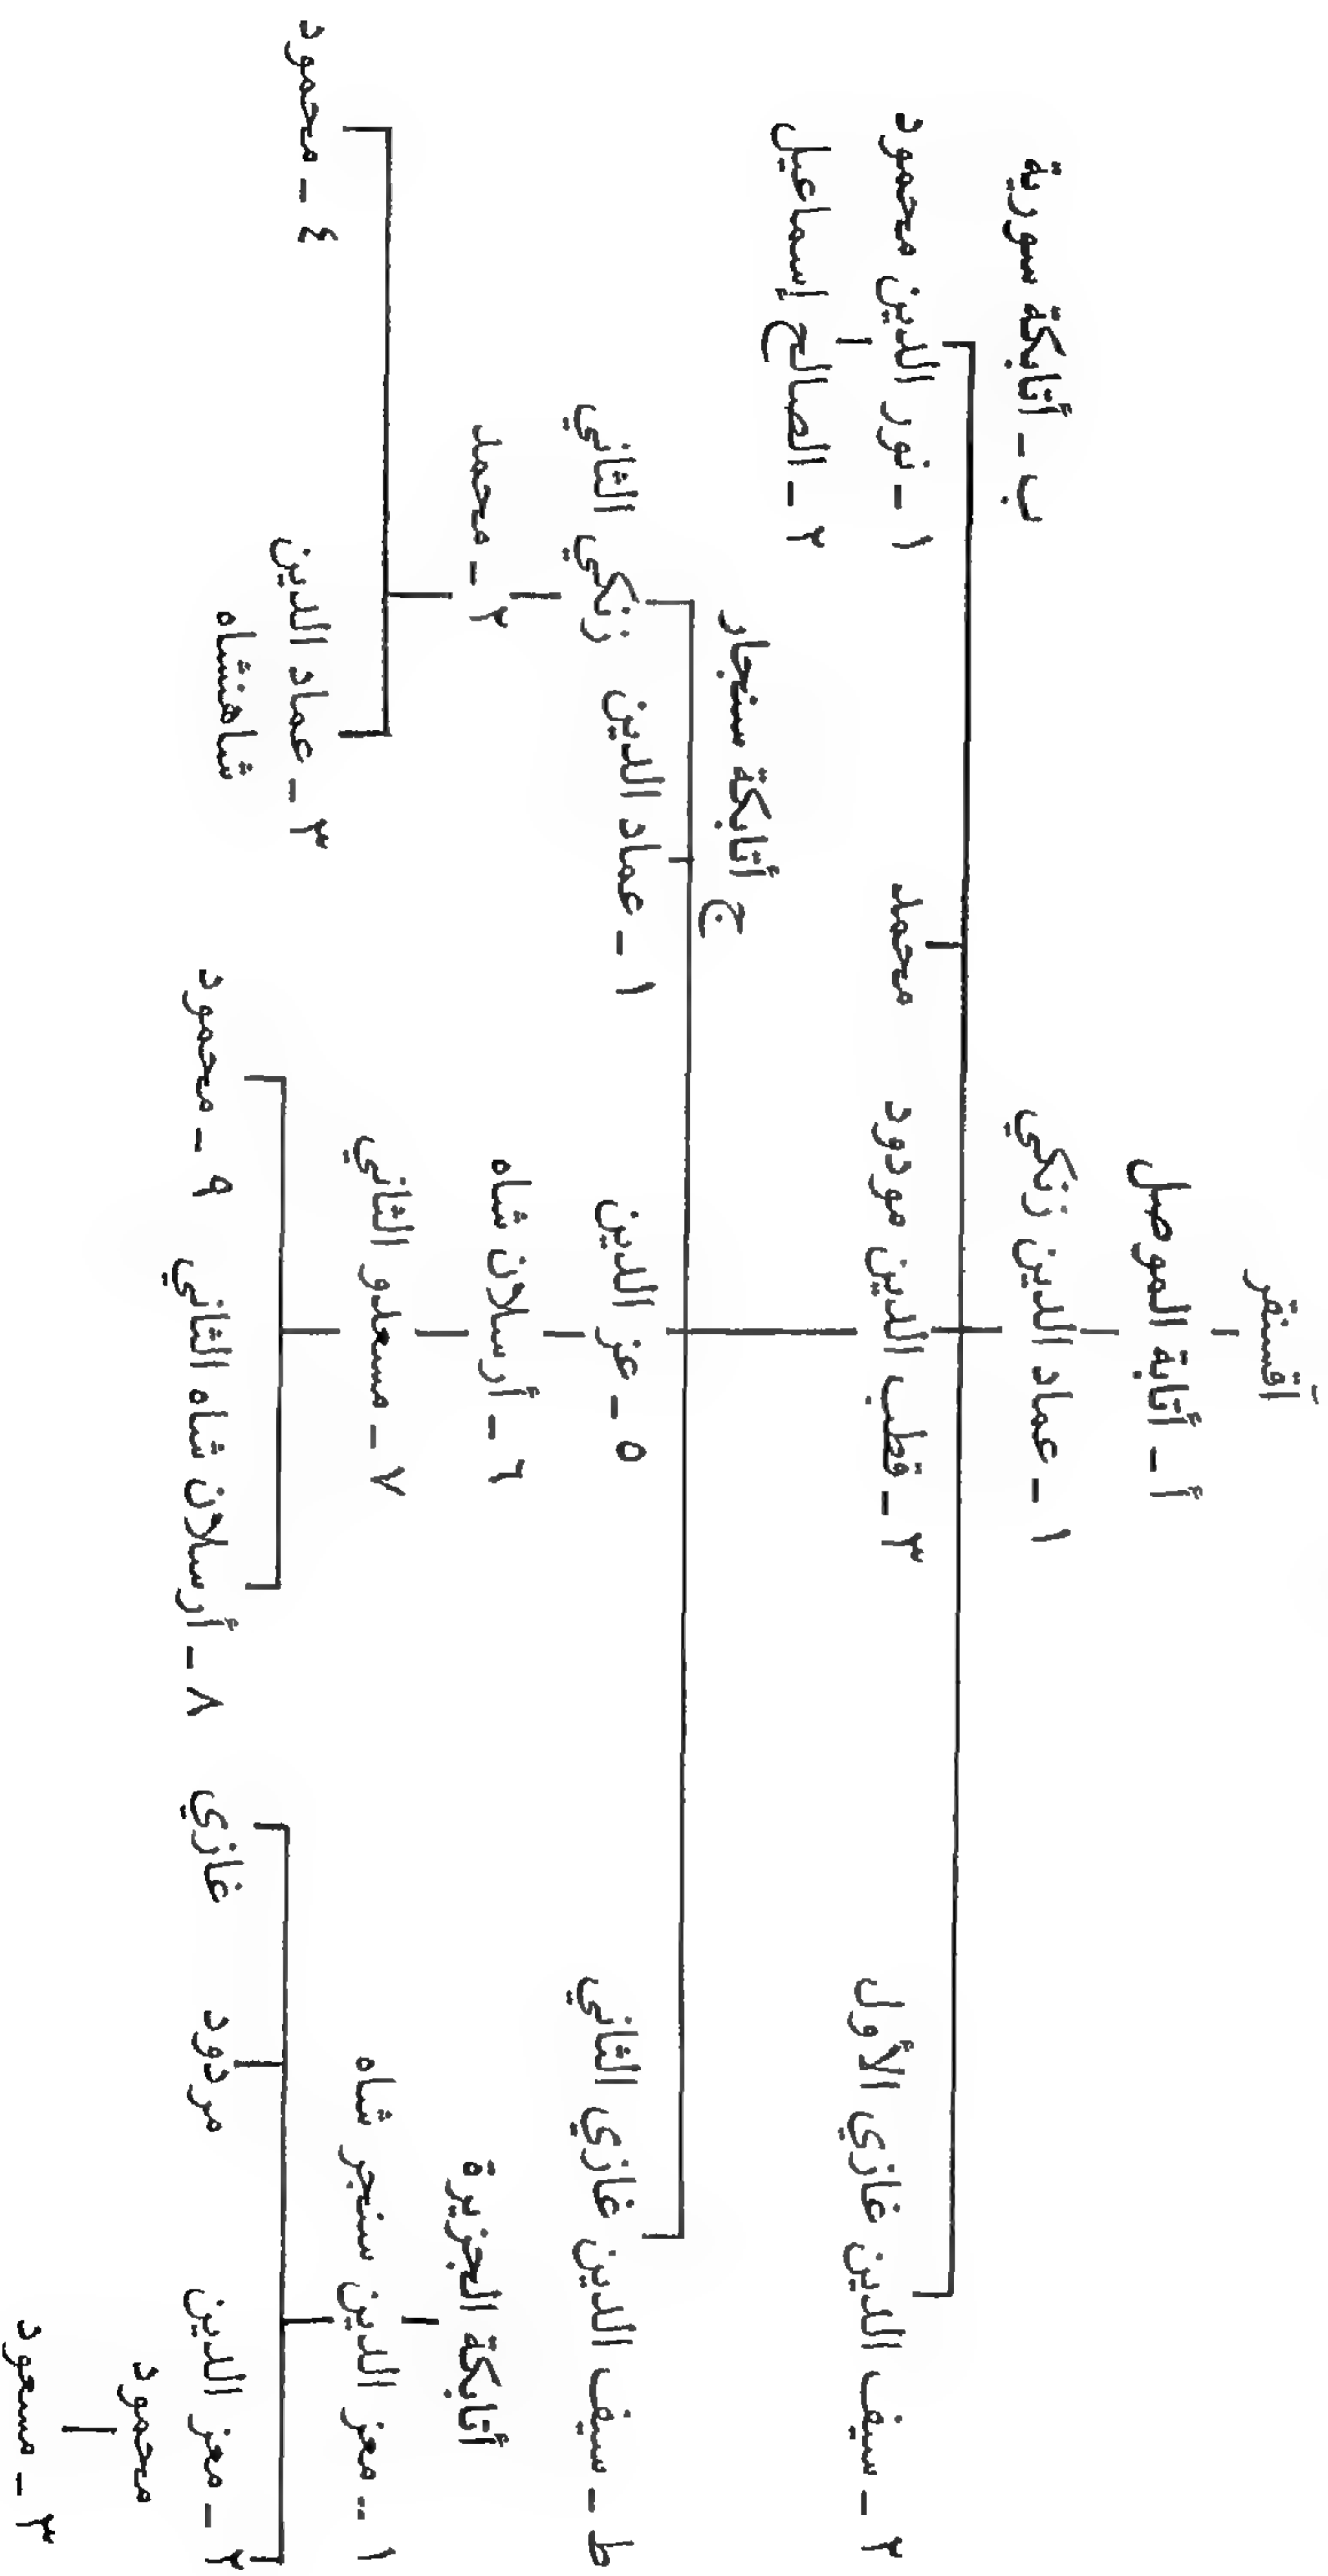 آقسنقر
أ ـ أتابة الموصل
١ ـ عماد الدين زنكي
ب ـ أتابكة سورية
٢ ـ سيف الدين غازي الأول
٣ ـ قطب الدين مودود
محمد
١ ـ نور الدين محمود
٢ ـ الصالح إسماعيل
ج أتابكة سنجار
ط ـ سيف الدين غازي الثاني
٥ ـ عز الدين
١ ـ عماد الدين زنكي الثاني
أتابكة الجزيرة
٦ ـ أرسلان شاه
٢ ـ محمد
١ ـ معز الدين سنجر شاه
٧ ـ مسعدو الثاني
٣ ـ عماد الدين
شاهنشاه
٤ ـ محمود
٢ ـ معز الدين
محمود
مردود
غازي
٨ ـ أرسلان شاه الثاني
٩ ـ محمود
٣ ـ مسعود